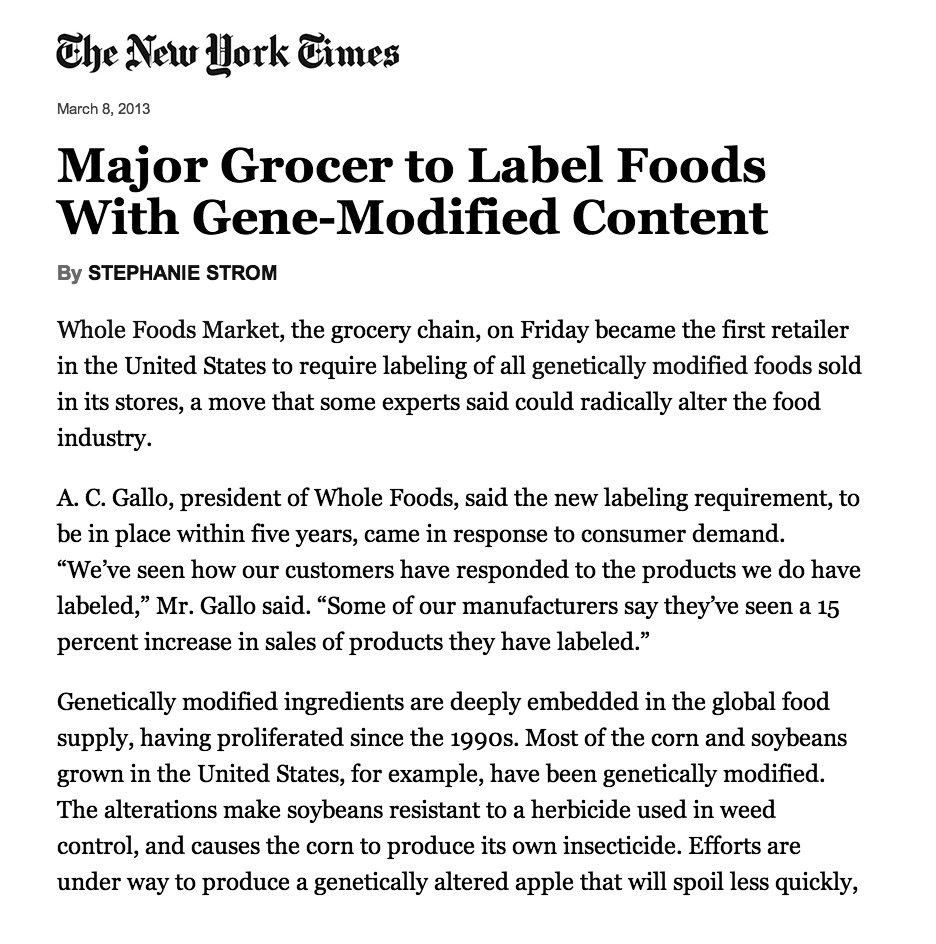 The New York Times
March 8, 2013
Major Grocer to Label Foods
With Gene-Modified Content
By STEPHANIE STROM
Whole Foods Market, the grocery chain, on Friday became the first retailer
in the United States to require labeling of all genetically modified foods sold
in its stores, a move that some experts said could radically alter the food
industry.
A. C. Gallo, president of Whole Foods, said the new labeling requirement, to
be in place within five years, came in response to consumer demand.
“We’ve seen how our customers have responded to the products we do have
labeled,” Mr. Gallo said. “Some of our manufacturers say they’ve seen a 15
percent increase in sales of products they have labeled.”
Genetically modified ingredients are deeply embedded in the global food
supply, having proliferated since the 1990s. Most of the corn and soybeans
grown in the United States, for example, have been genetically modified.
The alterations make soybeans resistant to a herbicide used in weed
control, and causes the corn to produce its own insecticide. Efforts are
under way to produce a genetically altered apple that will spoil less quickly,